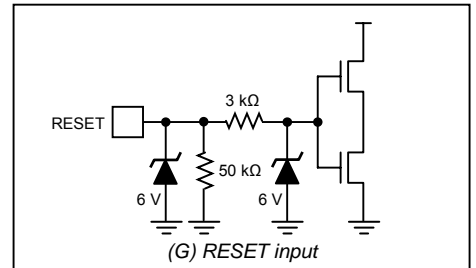 3 kΩ
RESET
50 kΩ
6 V
6 V
(G) RESET input